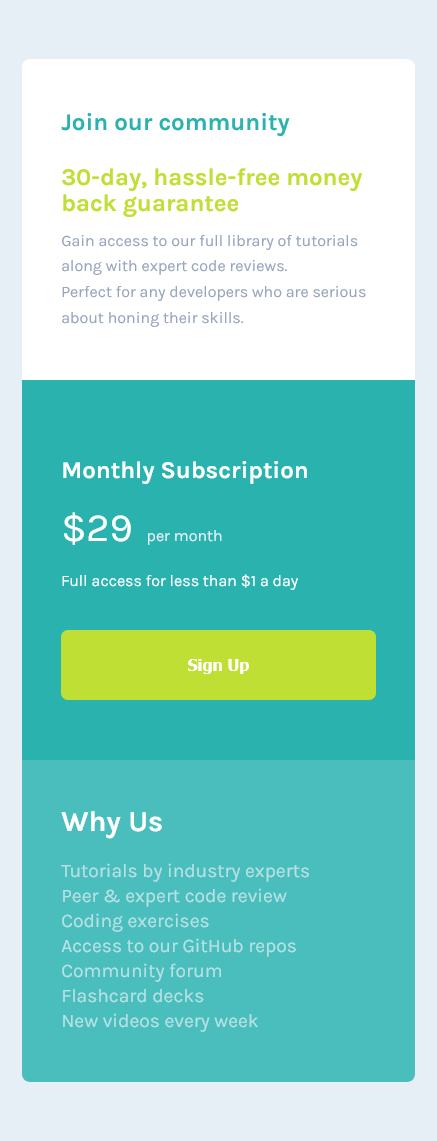 Join our community
30-day, hassle-free money
back guarantee
Gain access to our full library of tutorials
along with expert code reviews.
Perfect for any developers who are serious
about honing their skills.
Monthly Subscription
$29 per month
Full access for less than $1 a day
Sign Up
Why Us
Tutorials by industry experts
Peer & expert code review
Coding exercises
Access to our GitHub repos
Community forum
Flashcard decks
New videos every week